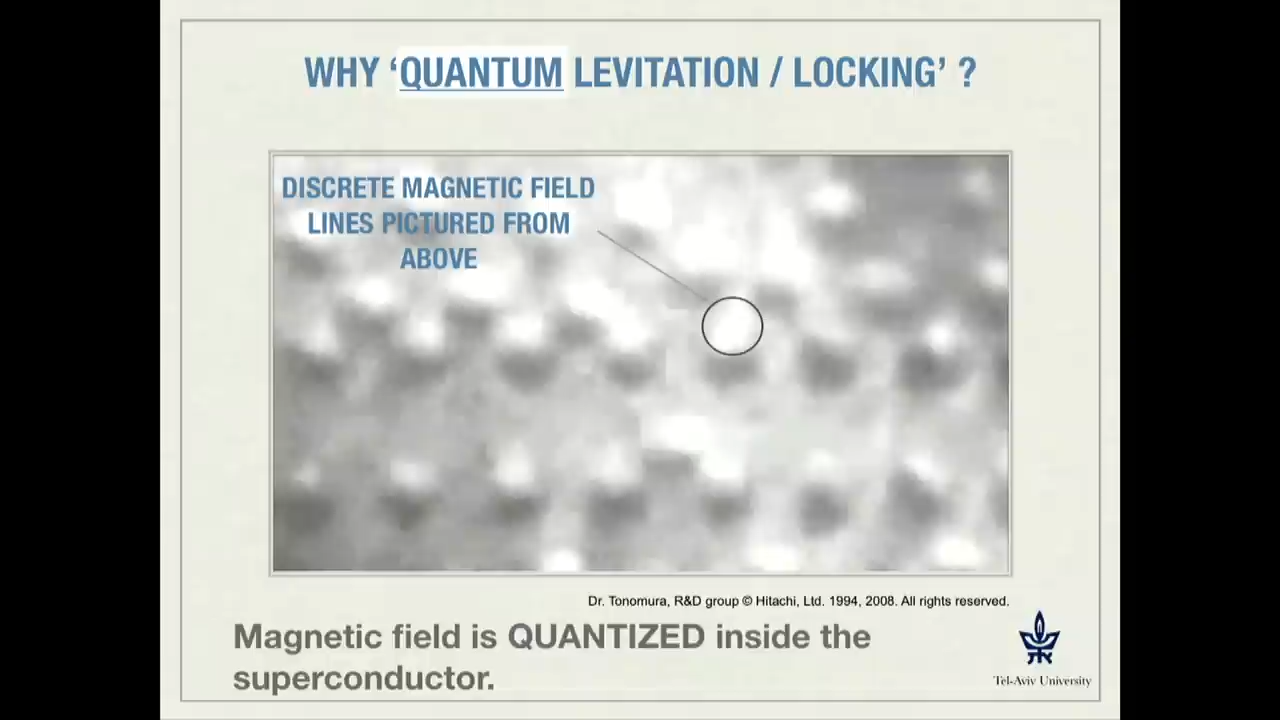 WHY ‘QUANTUM LEVITATION / LOCKING’ ?
DISCRETE MAGNETIC FIELD
LINES PICTURED FROM
ABOVE
Dr. Tonomura, R&D group © Hitachi, Ltd. 1994, 2008. All rights reserved.
Magnetic field is QUANTIZED inside the
superconductor.
Tel-Aviv University